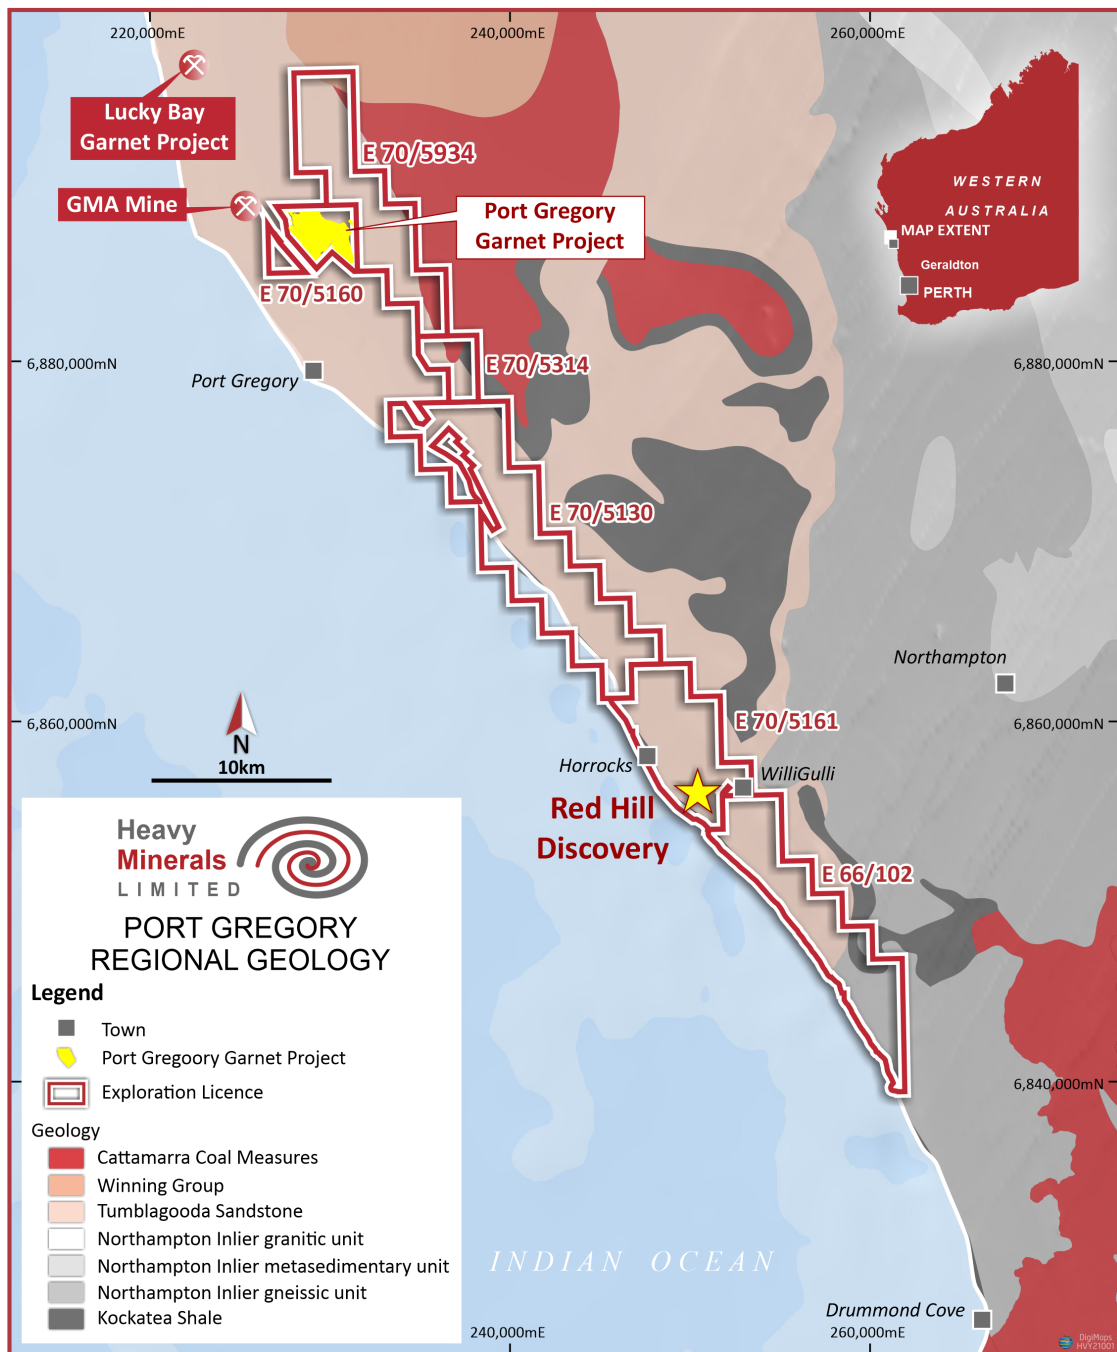 220,000mE
240,000mE
260,000mE
Lucky Bay
Garnet Project
E 70/5934
GMA Mine
Port Gregory
Garnet Project
E 70/5160
WESTERN
AUSTRALIA
MAP EXTENT
Geraldton
PERTH
6,880,000mN
6,880,000mN
Port Gregory
E 70/5314
E 70/5130
Northampton
6,860,000mN
6,860,000mN
E 70/5161
N
10km
Horrocks
WilliGulli
Red Hill
Discovery
E 66/102
Heavy
Minerals
LIMITED
PORT GREGORY
REGIONAL GEOLOGY
Legend
Town
Port Gregoory Garnet Project
Exploration Licence
6,840,000mN
Geology
Cattamarra Coal Measures
Winning Group
Tumblagooda Sandstone
Northampton Inlier granitic unit
Northampton Inlier metasedimentary unit
Northampton Inlier gneissic unit
Kockatea Shale
INDIAN OCEAN
Drummond Cove
240,000mE
260,000mE
DigiMaps
HVY21001